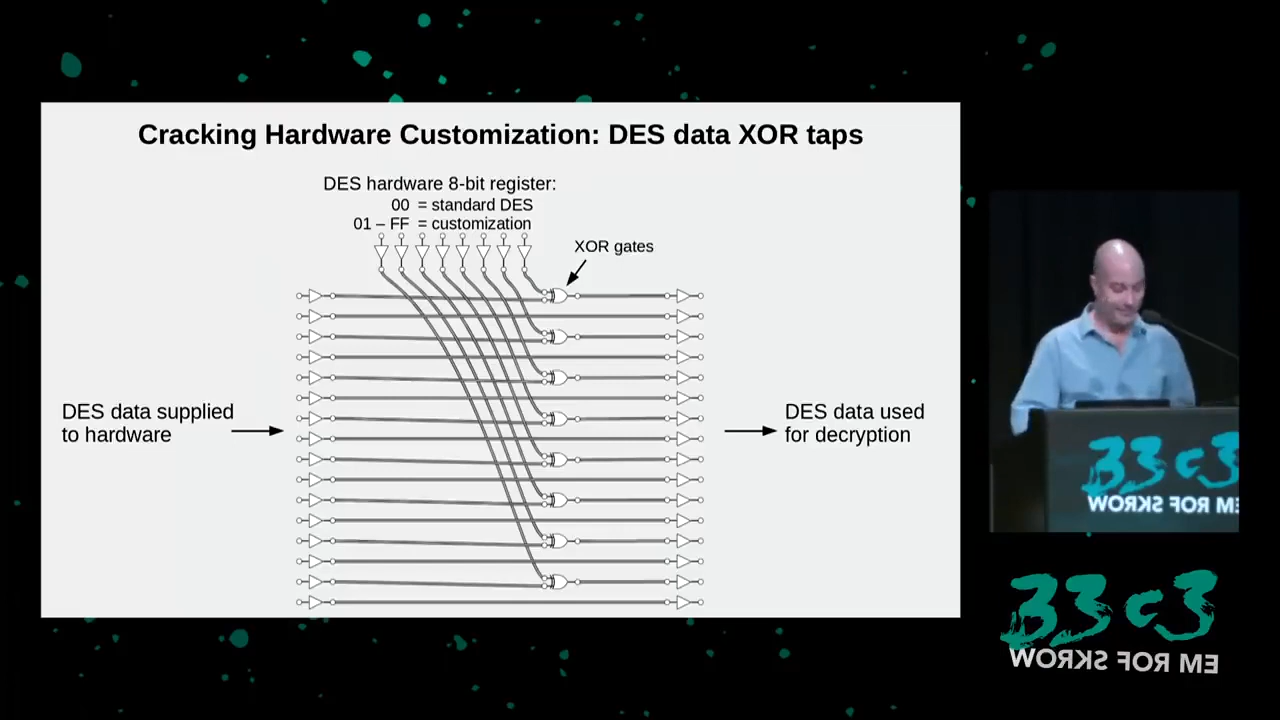 Cracking Hardware Customization: DES data XOR taps
DES hardware 8-bit register:
00 = standard DES
01 – FF = customization
XOR gates
DES data supplied
to hardware
DES data used
for decryption
33c3
WORKS FOR ME
33c3
WORKS FOR ME